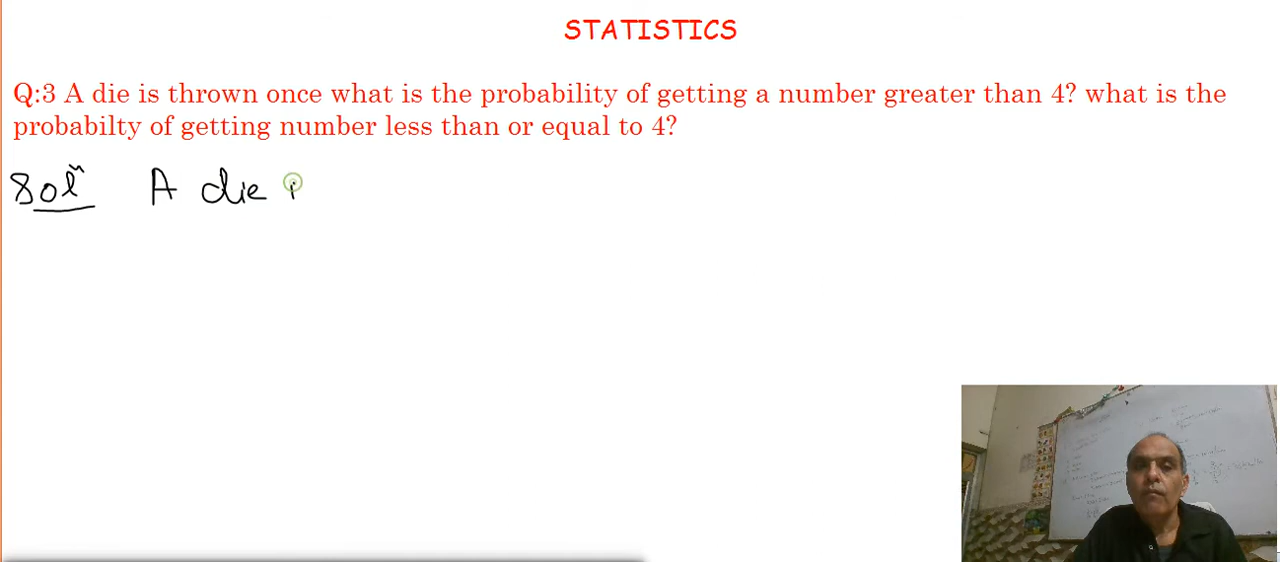 STATISTICS
Q:3 A die is thrown once what is the probability of getting a number greater than 4? what is the
probabilty of getting number less than or equal to 4?
Solⁿ A die i